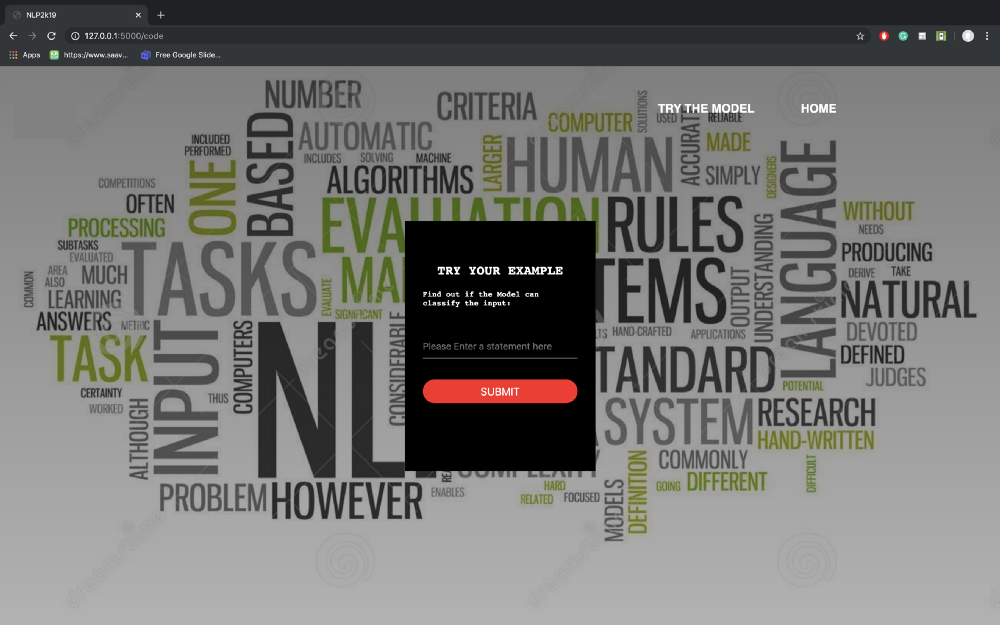 NLP2k19
127.0.0.1:5000/code
Apps
https://www.saav...
Free Google Slide...
TRY THE MODEL
HOME
NUMBER
CRITERIA
SOLUTIONS
COMPUTER
USED
RELIABLE
INCLUDED
PERFORMED
BASED
AUTOMATIC
LARGER
HUMAN
ACCURATE
MADE
INCLUDES
SOLVING
MACHINE
ALGORITHMS
SIMPLY
DESIGNERS
LANGUAGE
COMPETITIONS
ONE
OFTEN
EVALUATION
RULES
WITHOUT
PROCESSING
NEEDS
SUBTASKS
EVALUATED
TASKS
UNDERSTANDING
PRODUCING
COMMON
AREA
ALSO
MUCH
EVALUATE
MA
TEMS
OUTPUT
DERIVE
TAKE
LEARNING
NATURAL
ANSWERS
METRIC
SIGNIFICANT
HAND-CRAFTED
APPLICATIONS
DEVOTED
TASK
INPUT
COMPUTERS
NL
CONSIDERABLE
TANDARD
DEFINED
JUDGES
CERTAINTY
WORKED
THUS
POTENTIAL
ALTHOUGH
SYSTEM
RESEARCH
HAND-WRITTEN
COMPLEXITY
COMMONLY
DIFFICULT
PROBLEM
HOWEVER
ENABLES
HARD
RELATED
FOCUSED
MODELS
DEFINITION
GOING
DIFFERENT
TRY YOUR EXAMPLE
Find out if the Model can
classify the input:
Please Enter a statement here
SUBMIT